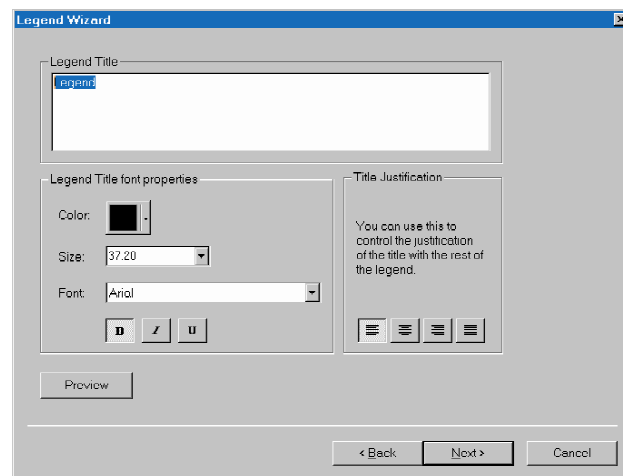 Legend Wizard
Legend Title
Legend
Legend Title font properties
Color:
Size: 37.20
Font: Arial
B I U
Title Justification
You can use this to
control the justification
of the title with the rest of
the legend.
Preview
< Back Next > Cancel